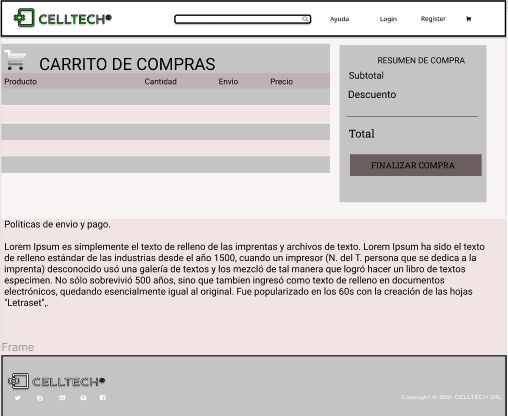 CELLTECH®
Ayuda
Login
Register
CARRITO DE COMPRAS
Producto
Cantidad
Envío
Precio
RESUMEN DE COMPRA
Subtotal
Descuento
Total
FINALIZAR COMPRA
Politicas de envio y pago.
Lorem Ipsum es simplemente el texto de relleno de las imprentas y archivos de texto. Lorem Ipsum ha sido el texto
de relleno estándar de las industrias desde el año 1500, cuando un impresor (N. del T. persona que se dedica a la
imprenta) desconocido usó una galería de textos y los mezcló de tal manera que logró hacer un libro de textos
especimen. No sólo sobrevivió 500 años, sino que tambien ingresó como texto de relleno en documentos
electrónicos, quedando esencialmente igual al original. Fue popularizado en los 60s con la creación de las hojas
"Letraset",.
Frame
CELLTECH®
Copyright © 2021 CELLTECH SRL